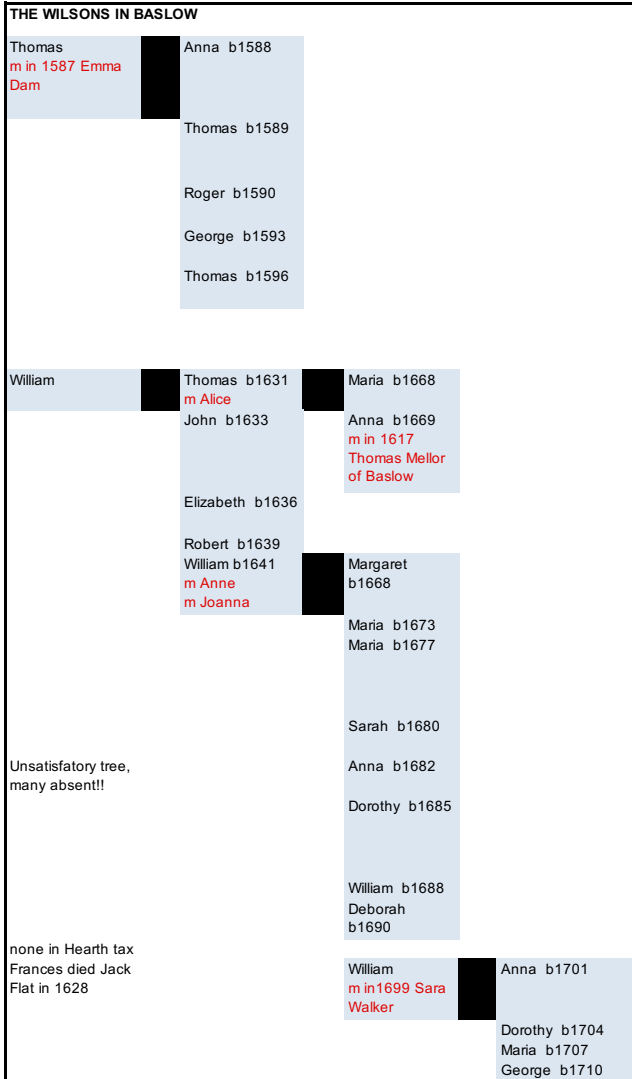 THE WILSONS IN BASLOW
Thomas
m in 1587 Emma
Dam
Anna b1588
Thomas b1589
Roger b1590
George b1593
Thomas b1596
William
Thomas b1631
m Alice
John b1633
Elizabeth b1636
Robert b1639
William b1641
m Anne
m Joanna
Maria b1668
Anna b1669
m in 1617
Thomas Mellor
of Baslow
Margaret
b1668
Maria b1673
Maria b1677
Sarah b1680
Anna b1682
Dorothy b1685
William b1688
Deborah
b1690
Unsatisfatory tree,
many absent!!
none in Hearth tax
Frances died Jack
Flat in 1628
William
m in1699 Sara
Walker
Anna b1701
Dorothy b1704
Maria b1707
George b1710